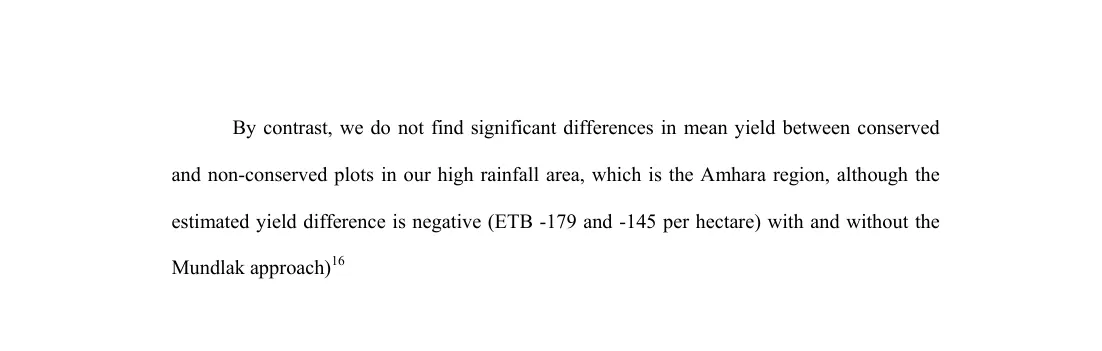 By contrast, we do not find significant differences in mean yield between conserved
and non-conserved plots in our high rainfall area, which is the Amhara region, although the
estimated yield difference is negative (ETB -179 and -145 per hectare) with and without the
Mundlak approach)16